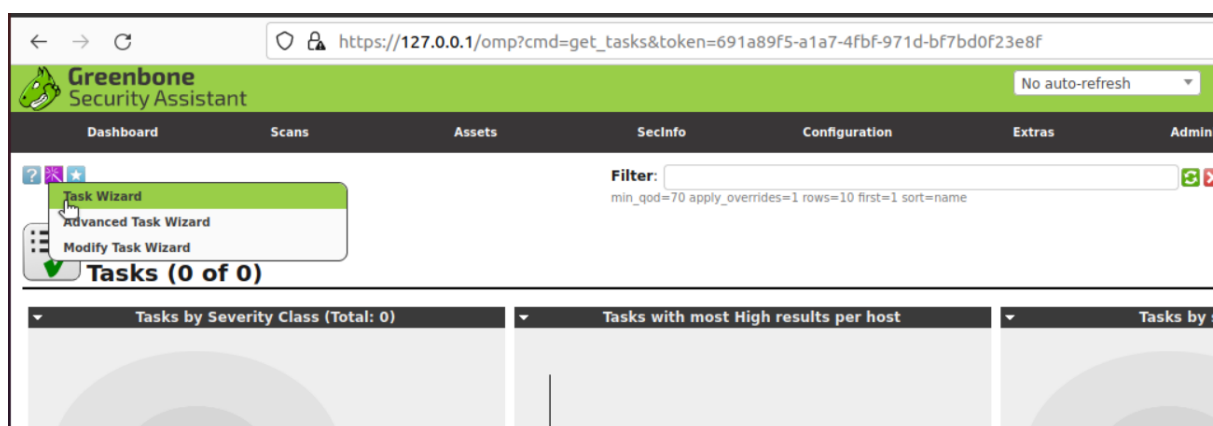 https://127.0.0.1/omp?cmd=get_tasks&token=691a89f5-a1a7-4fbf-971d-bf7bd0f23e8f
Greenbone
Security Assistant
No auto-refresh
Dashboard Scans Assets SecInfo Configuration Extras Admin
?
Filter:
min_qod=70 apply_overrides=1 rows=10 first=1 sort=name
Task Wizard
Advanced Task Wizard
Modify Task Wizard
Tasks (0 of 0)
Tasks by Severity Class (Total: 0) Tasks with most High results per host Tasks by